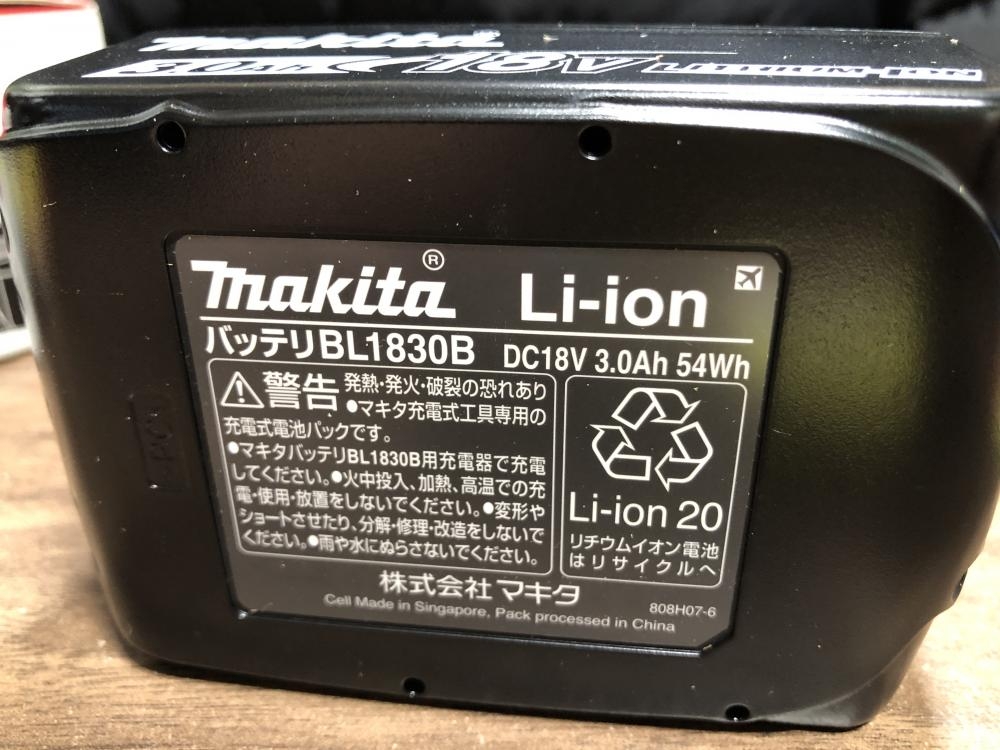 makita
3.0Ah 18V
makita®
Li-ion
バッテリBL1830B DC18V 3.0Ah 54Wh
警告 発熱・発火・破裂の恐れあり
●マキタ充電式工具専用の
充電式電池パックです。
●マキタバッテリBL1830B用充電器で充電
してください。●火中投入、加熱、高温での充
電・使用・放置をしないでください。●変形や
ショートさせたり、分解・修理・改造をしないで
ください。●雨や水にぬらさないでください。
Li-ion 20
リチウムイオン電池
はリサイクルへ
株式会社 マキタ
808H07-6
Cell Made in Singapore, Pack processed in China